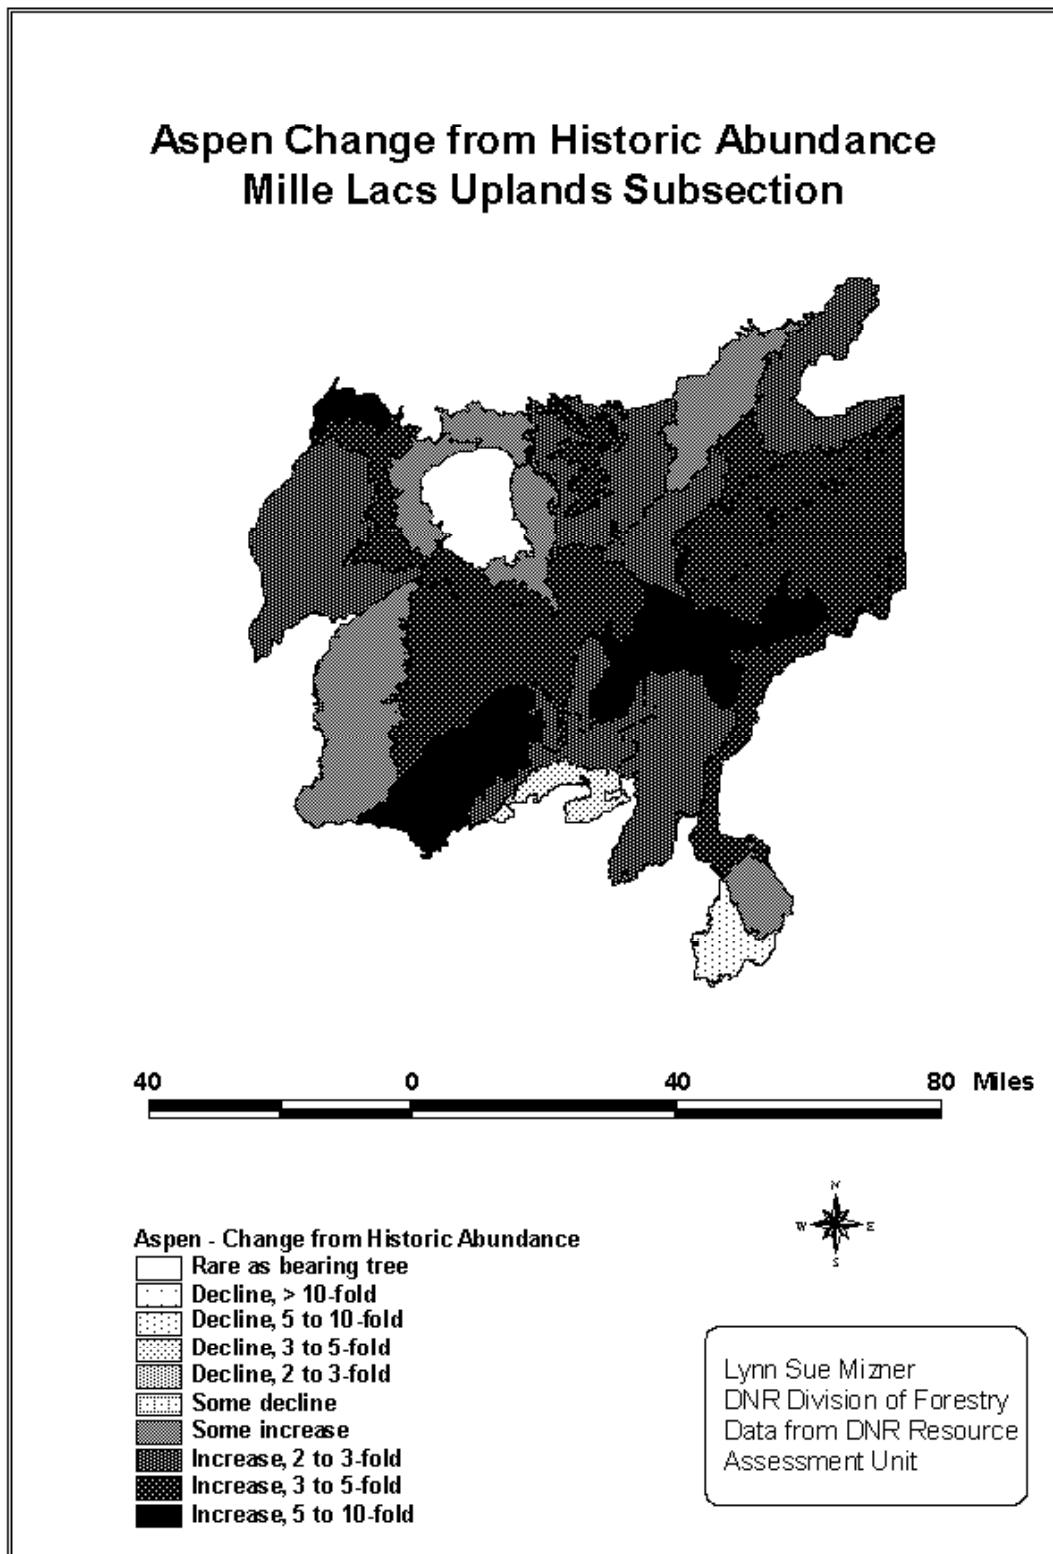 Aspen Change from Historic Abundance
Mille Lacs Uplands Subsection
40 0 40 80 Miles
N
W E
S
Aspen - Change from Historic Abundance
Rare as bearing tree
Decline, > 10-fold
Decline, 5 to 10-fold
Decline, 3 to 5-fold
Decline, 2 to 3-fold
Some decline
Some increase
Increase, 2 to 3-fold
Increase, 3 to 5-fold
Increase, 5 to 10-fold
Lynn Sue Mizner
DNR Division of Forestry
Data from DNR Resource
Assessment Unit